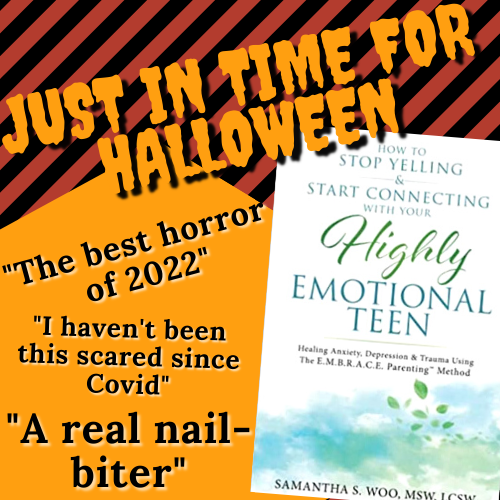 JUST IN TIME FOR
HALLOWEEN
"The best horror
of 2022"
"I haven't been
this scared since
Covid"
"A real nail-
biter"
HOW TO
STOP YELLING
&
START CONNECTING
WITH YOUR
Highly
EMOTIONAL
TEEN
Healing Anxiety, Depression & Trauma Using
The E.M.B.R.A.C.E. Parenting™ Method
SAMANTHA S. WOO, MSW, LCSW